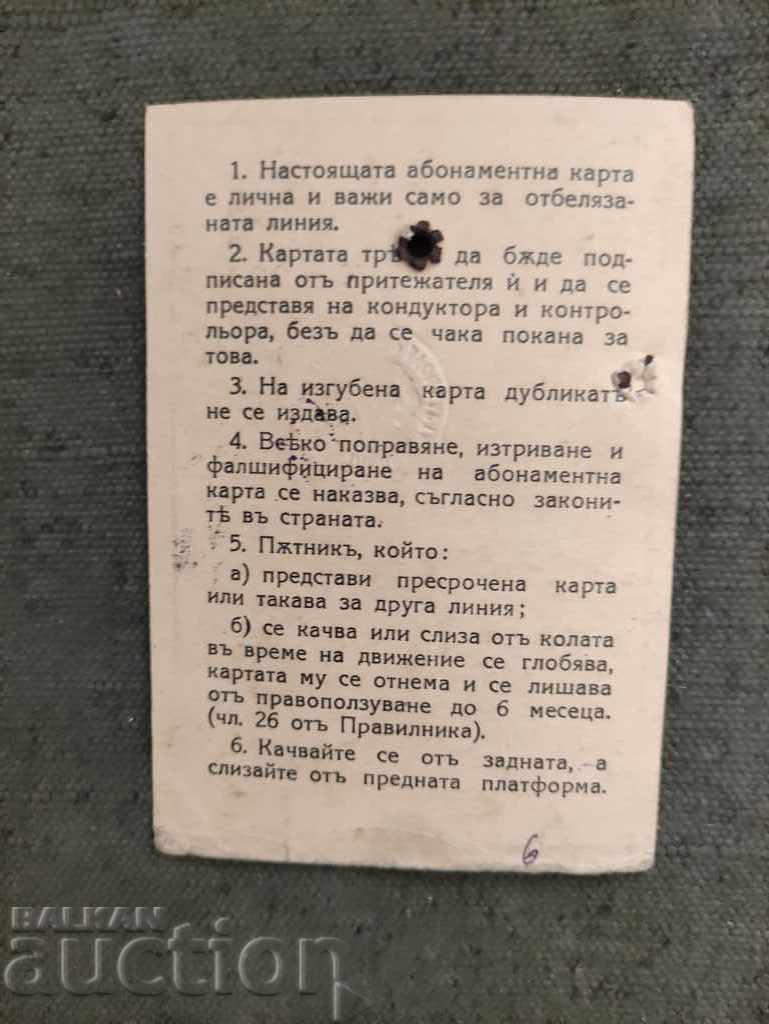 1. Настоящата абонаментна карта
е лична и важи само за отбеляза-
ната линия.
2. Картата да бѫде под-
писана отъ притежателя ѝ и да се
представя на кондуктора и контро-
льора, безъ да се чака покана за
това.
3. На изгубена карта дубликатъ
не се издава.
4. Всѣко поправяне, изтриване и
фалшифициране на абонаментна
карта се наказва, съгласно закони-
тѣ въ страната.
5. Пѫтникъ, който:
а) представи пресрочена карта
или такава за друга линия;
б) се качва или слиза отъ колата
въ време на движение се глобява,
картата му се отнема и се лишава
отъ правоползуване до 6 месеца.
(чл. 26 отъ Правилника).
6. Качвайте се отъ задната, а
слизайте отъ предната платформа.
6
BALKAN
auction